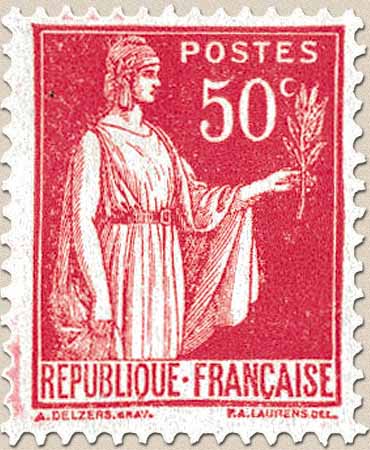 POSTES
50c
REPUBLIQUE·FRANÇAISE
A. DELZERS. GRAV. P. A. LAURENS DEL.